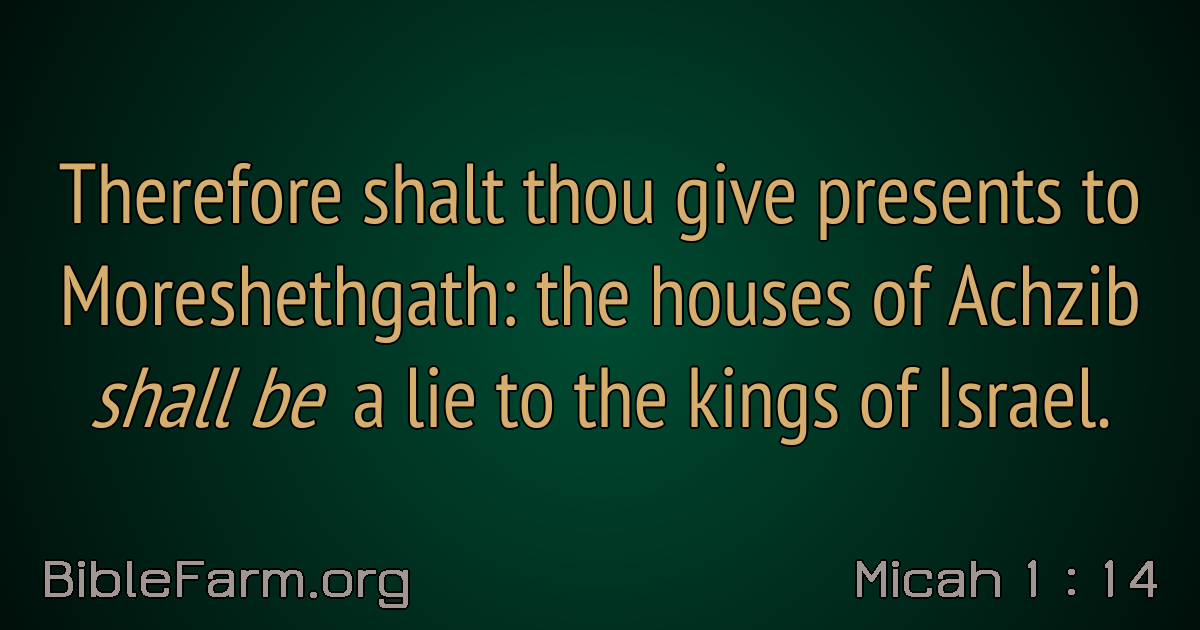 Therefore shalt thou give presents to
Moreshethgath: the houses of Achzib
shall be a lie to the kings of Israel.
BibleFarm.org
Micah 1 : 14